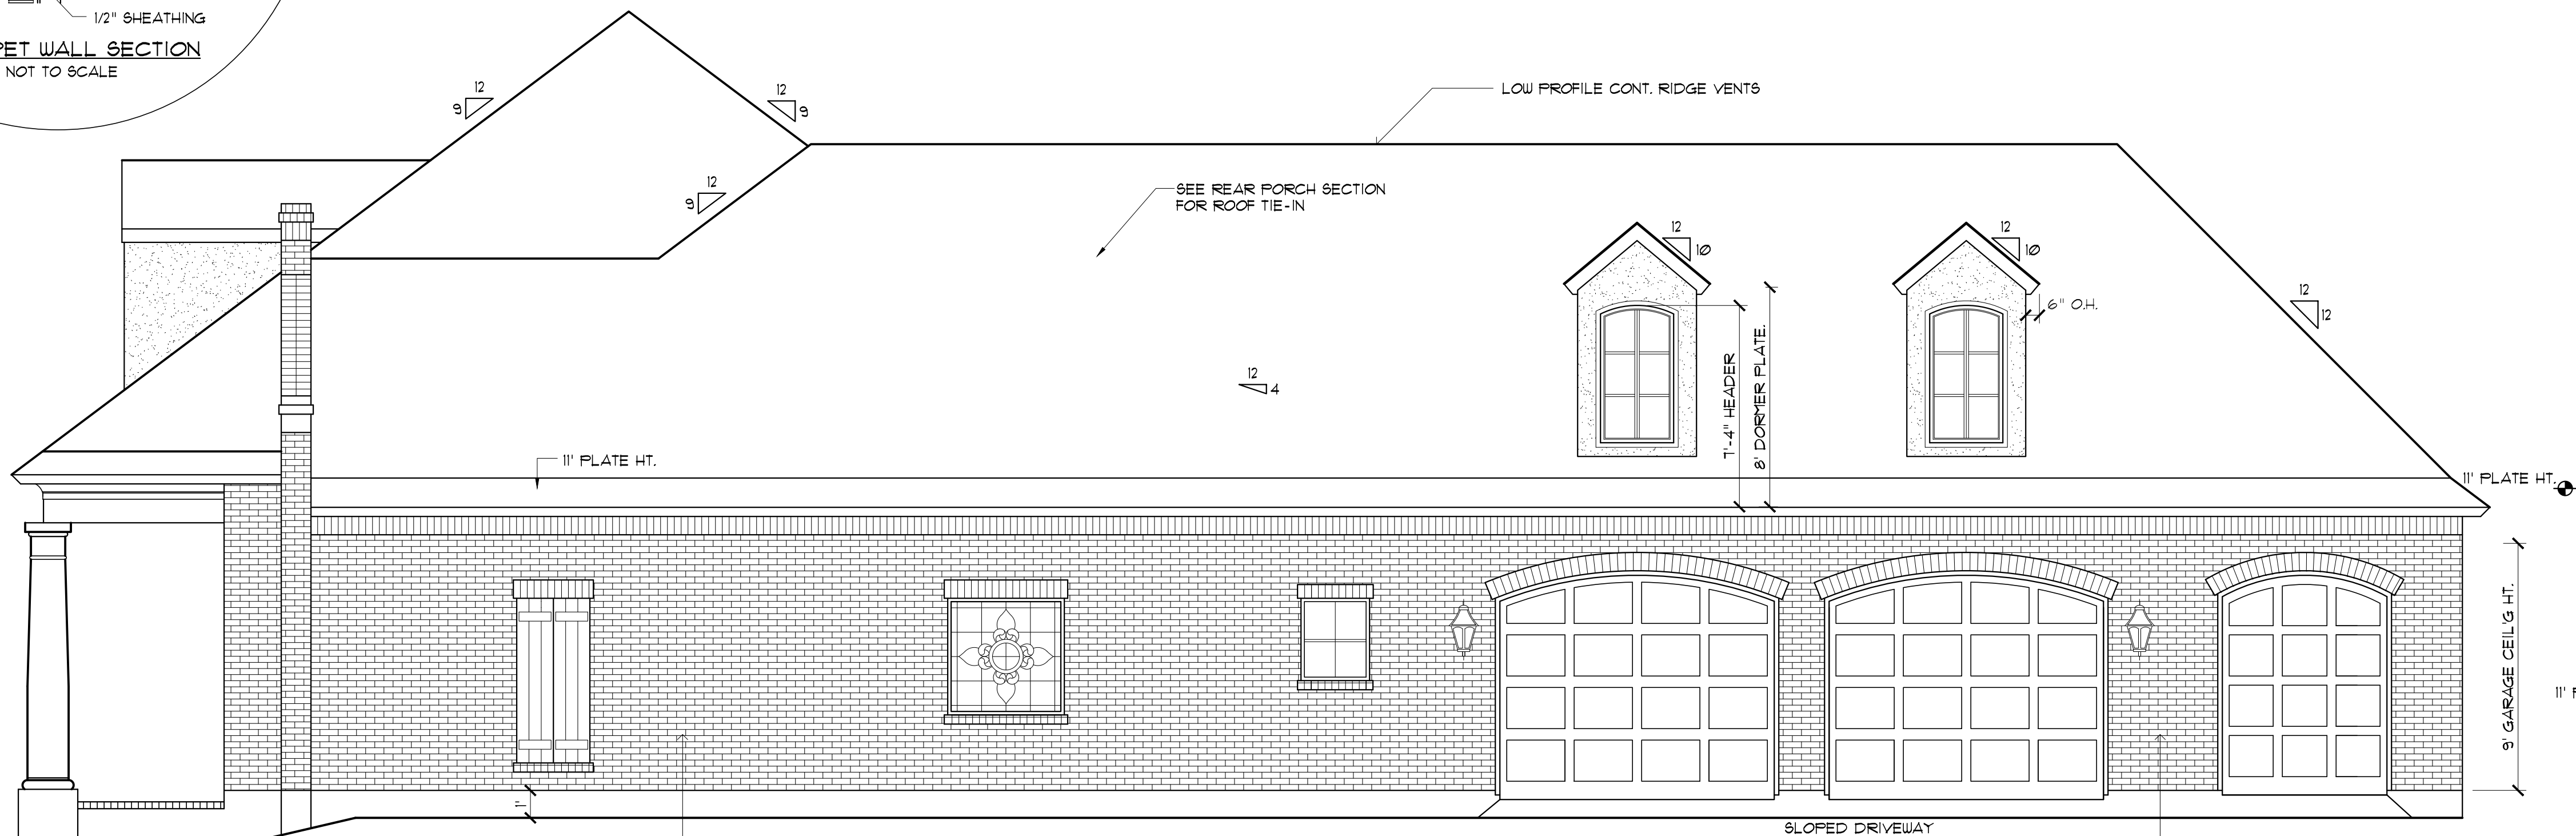 1/2" SHEATHING
PET WALL SECTION
NOT TO SCALE
12
9
12
9
LOW PROFILE CONT. RIDGE VENTS
12
9
SEE REAR PORCH SECTION
FOR ROOF TIE-IN
12
10
12
10
6" O.H.
12
12
12
4
7'-4" HEADER
8' DORMER PLATE.
11' PLATE HT.
11' PLATE HT.
9' GARAGE CEIL'G HT.
11'
1'
SLOPED DRIVEWAY